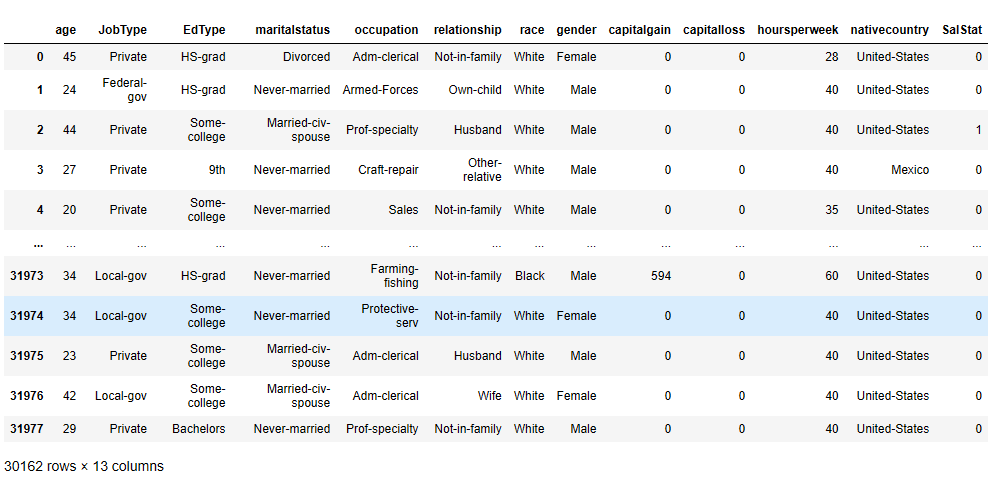 age JobType EdType maritalstatus occupation relationship race gender capitalgain capitalloss hoursperweek nativecountry SalStat
0 45 Private HS-grad Divorced Adm-clerical Not-in-family White Female 0 0 28 United-States 0
1 24 Federal-gov HS-grad Never-married Armed-Forces Own-child White Male 0 0 40 United-States 0
2 44 Private Some-college Married-civ-spouse Prof-specialty Husband White Male 0 0 40 United-States 1
3 27 Private 9th Never-married Craft-repair Other-relative White Male 0 0 40 Mexico 0
4 20 Private Some-college Never-married Sales Not-in-family White Male 0 0 35 United-States 0
... ... ... ... ... ... ... ... ... ... ... ... ... ...
31973 34 Local-gov HS-grad Never-married Farming-fishing Not-in-family Black Male 594 0 60 United-States 0
31974 34 Local-gov Some-college Never-married Protective-serv Not-in-family White Female 0 0 40 United-States 0
31975 23 Private Some-college Married-civ-spouse Adm-clerical Husband White Male 0 0 40 United-States 0
31976 42 Local-gov Some-college Married-civ-spouse Adm-clerical Wife White Female 0 0 40 United-States 0
31977 29 Private Bachelors Never-married Prof-specialty Not-in-family White Male 0 0 40 United-States 0
30162 rows × 13 columns